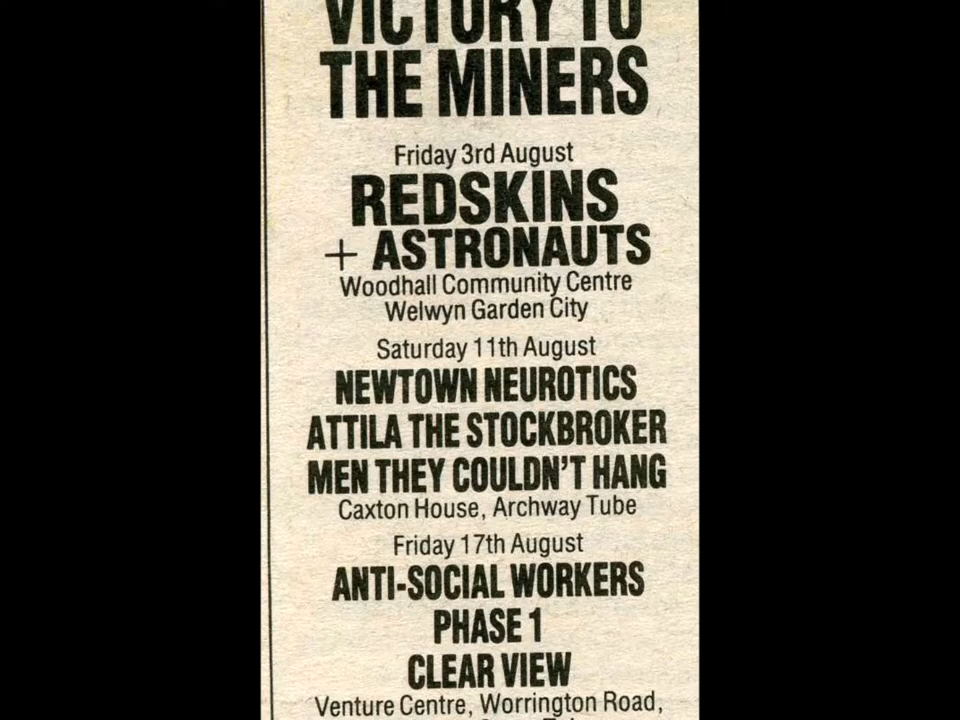 VICTORY TO
THE MINERS
Friday 3rd August
REDSKINS
+ ASTRONAUTS
Woodhall Community Centre
Welwyn Garden City
Saturday 11th August
NEWTOWN NEUROTICS
ATTILA THE STOCKBROKER
MEN THEY COULDN'T HANG
Caxton House, Archway Tube
Friday 17th August
ANTI-SOCIAL WORKERS
PHASE 1
CLEAR VIEW
Venture Centre, Worrington Road,